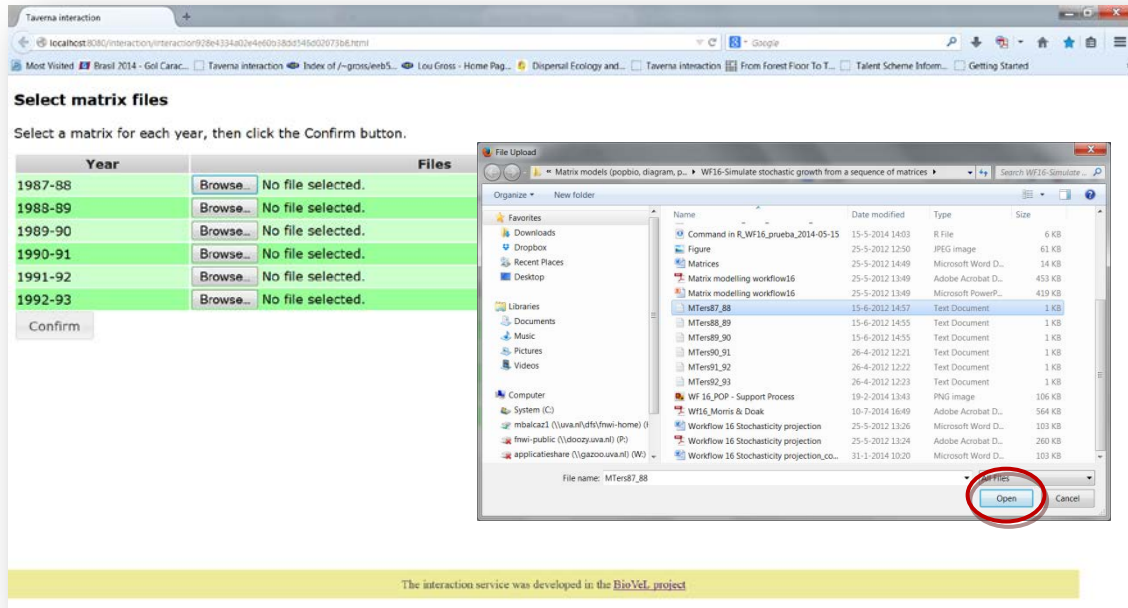 Taverna interaction
localhost:8080/interaction/interaction928e4334a02e4e60b38dd546d02073b8.html
Google
Most Visited Brasil 2014 - Gol Carac... Taverna interaction Index of /~gross/eeb5... Lou Gross - Home Pag... Dispersal Ecology and... Taverna interaction From Forest Floor To T... Talent Scheme Inform... Getting Started
Select matrix files
Select a matrix for each year, then click the Confirm button.
Year Files
1987-88 Browse... No file selected.
1988-89 Browse... No file selected.
1989-90 Browse... No file selected.
1990-91 Browse... No file selected.
1991-92 Browse... No file selected.
1992-93 Browse... No file selected.
Confirm
File Upload
« Matrix models (popbio, diagram, p... WF16-Simulate stochastic growth from a sequence of matrices Search WF16-Simulate ...
Organize New folder
Favorites
Downloads
Dropbox
Recent Places
Desktop
Libraries
Documents
Music
Pictures
Videos
Computer
System (C:)
mbalcaz1 (\\uva.nl\dfs\fnwi-home) (
fnwi-public (\\doozy.uva.nl) (P:)
applicatieshare (\\gazoo.uva.nl) (W:)
Name Date modified Type Size
Command in R_WF16_prueba_2014-05-15 15-5-2014 14:03 R File 6 KB
Figure 25-5-2012 12:50 JPEG image 61 KB
Matrices 25-5-2012 14:49 Microsoft Word D... 14 KB
Matrix modelling workflow16 25-5-2012 13:49 Adobe Acrobat D... 453 KB
Matrix modelling workflow16 25-5-2012 13:49 Microsoft PowerP... 419 KB
MTers87_88 15-6-2012 14:57 Text Document 1 KB
MTers88_89 15-6-2012 14:55 Text Document 1 KB
MTers89_90 15-6-2012 14:55 Text Document 1 KB
MTers90_91 26-4-2012 12:21 Text Document 1 KB
MTers91_92 26-4-2012 12:22 Text Document 1 KB
MTers92_93 26-4-2012 12:23 Text Document 1 KB
WF 16_POP - Support Process 19-2-2014 13:43 PNG image 106 KB
Wf16_Morris & Doak 10-7-2014 16:49 Adobe Acrobat D... 564 KB
Workflow 16 Stochasticity projection 25-5-2012 13:26 Microsoft Word D... 103 KB
Workflow 16 Stochasticity projection 25-5-2012 13:24 Adobe Acrobat D... 260 KB
Workflow 16 Stochasticity projection_co... 31-1-2014 10:20 Microsoft Word D... 103 KB
File name: MTers87_88 All Files
Open Cancel
The interaction service was developed in the BioVeL project